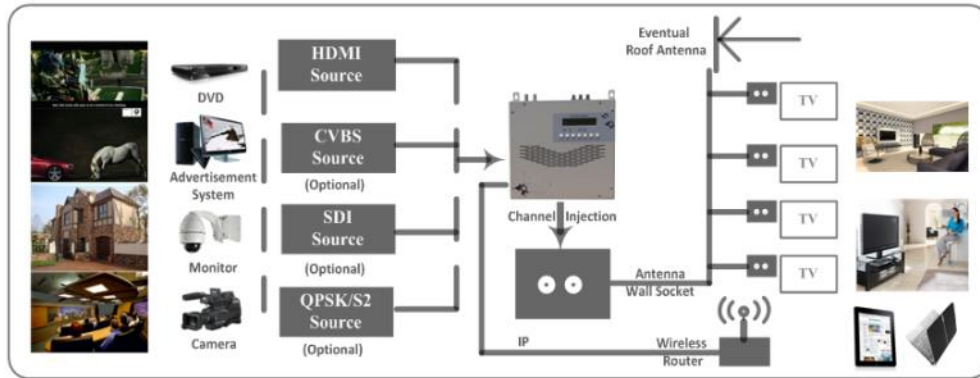 HDMI
Source
DVD
CVBS
Source
(Optional)
Advertisement
System
SDI
Source
(Optional)
Monitor
QPSK/S2
Source
(Optional)
Camera
Channel Injection
Eventual
Roof Antenna
TV
TV
TV
TV
Antenna
Wall Socket
IP
Wireless
Router